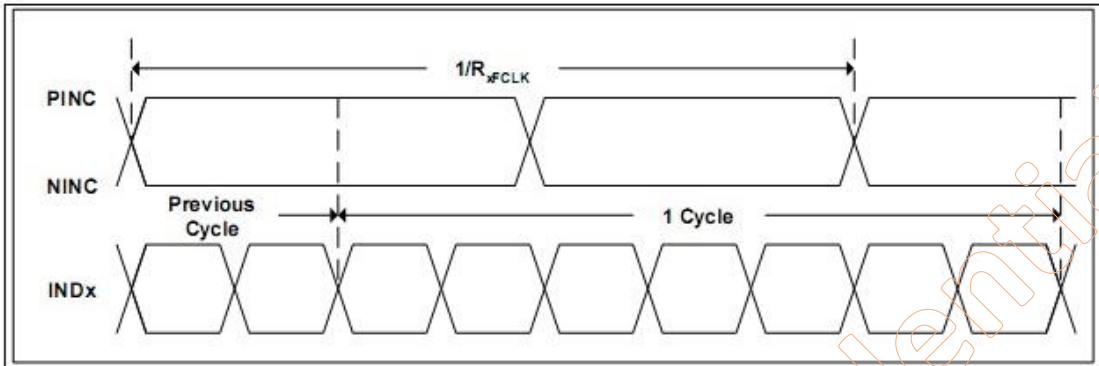 1/RxFCLK
PINC
NINC
Previous
Cycle
1 Cycle
INDx